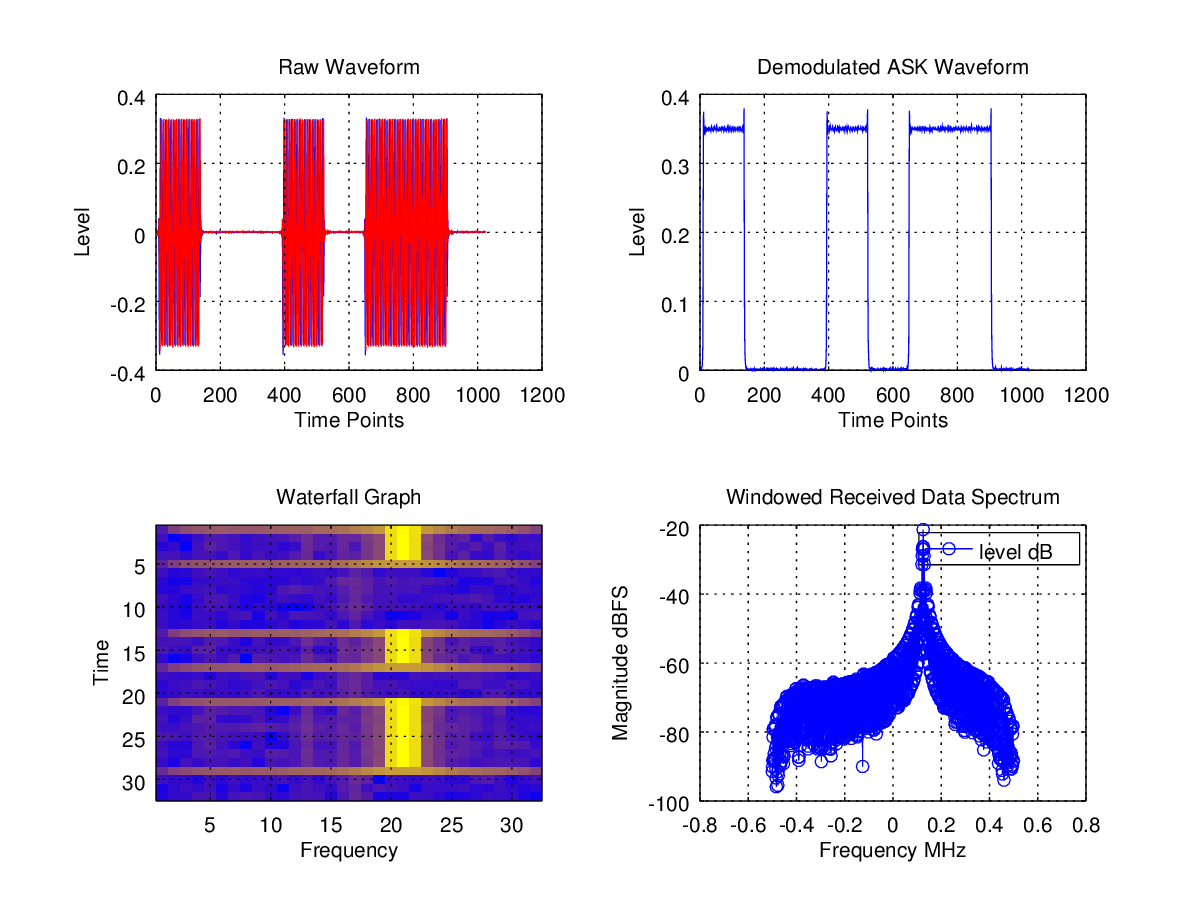 Raw Waveform
0.4
0.2
0
-0.2
-0.4
Level
0 200 400 600 800 1000 1200
Time Points
Demodulated ASK Waveform
0.4
0.3
0.2
0.1
0
Level
0 200 400 600 800 1000 1200
Time Points
Waterfall Graph
5
10
15
20
25
30
Time
5 10 15 20 25 30
Frequency
Windowed Received Data Spectrum
level dB
-20
-40
-60
-80
-100
Magnitude dBFS
-0.8 -0.6 -0.4 -0.2 0 0.2 0.4 0.6 0.8
Frequency MHz